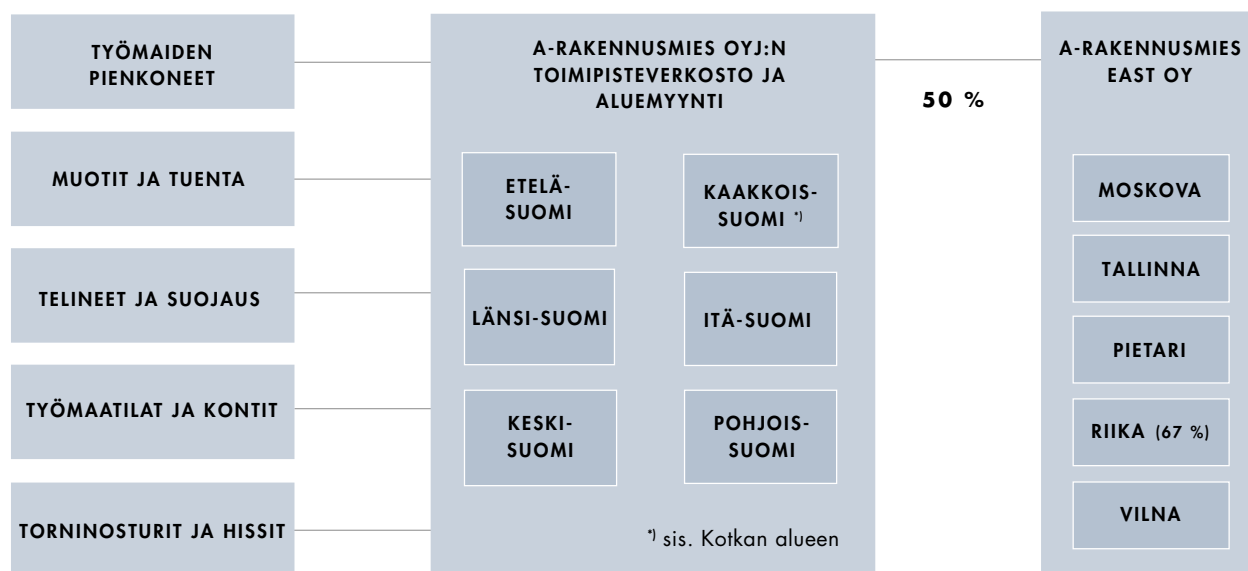 TYÖMAIDEN
PIENKONEET
MUOTIT JA TUENTA
TELINEET JA SUOJAUS
TYÖMAATILAT JA KONTIT
TORNINOSTURIT JA HISSIT
A-RAKENNUSMIES OYJ:N
TOIMIPISTEVERKOSTO JA
ALUEMYYNTI
ETELÄ-
SUOMI
KAAKKOIS-
SUOMI *)
LÄNSI-SUOMI
ITÄ-SUOMI
KESKI-
SUOMI
POHJOIS-
SUOMI
*) sis. Kotkan alueen
50 %
A-RAKENNUSMIES
EAST OY
MOSKOVA
TALLINNA
PIETARI
RIIKA (67 %)
VILNA